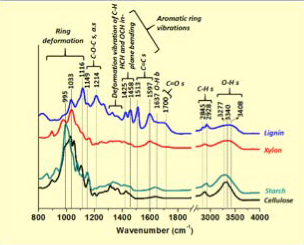 Ring
deformation
C-O-C s, a.s
Deformation vibration of C-H
HCH and OCH in-
plane bending
Aromatic ring
vibrations
C=C s
O-H b
C=O s
C-H s
O-H s
995
1033
1116
1149
1214
1425
1458
1513
1597
1637
1700
2845
2928
3277
3340
3408
Lignin
Xylan
Starch
Cellulose
800 1000 1200 1400 1600 1800 3000 3500 4000
Wavenumber (cm⁻¹)